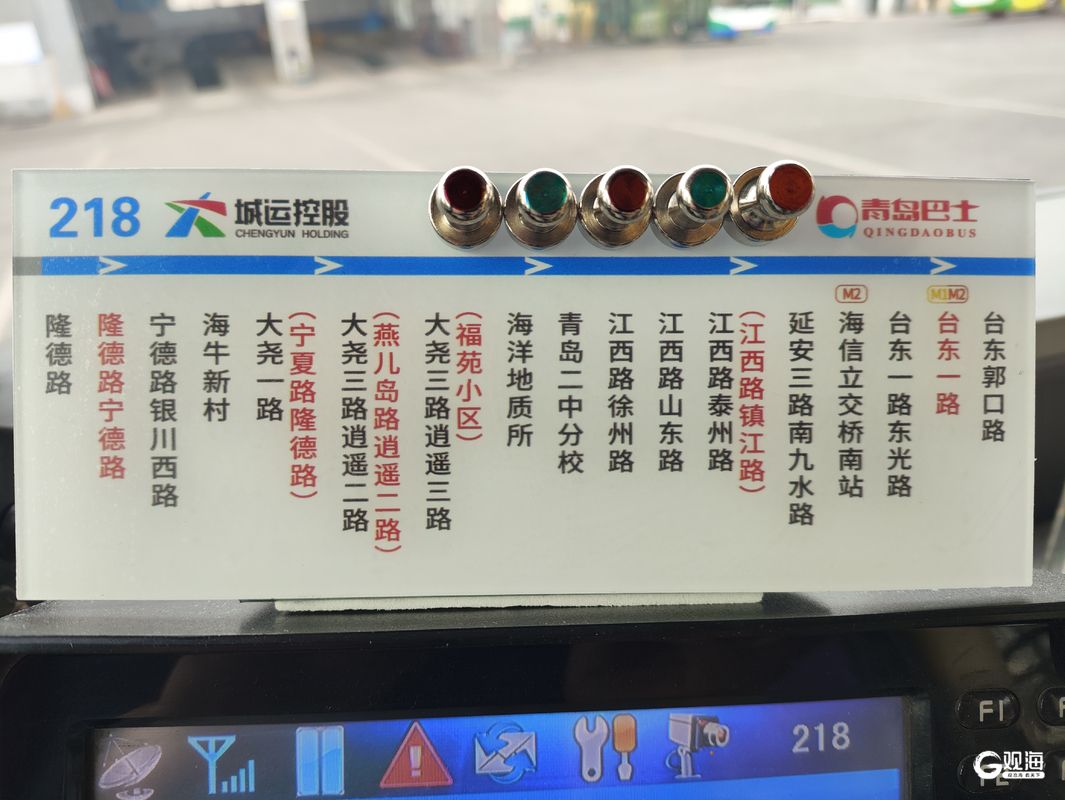 218
城运控股
CHENGYUN HOLDING
青岛巴士
QINGDAOBUS
M2
M1M2
隆德路
隆德路宁德路
宁德路银川西路
海牛新村
大尧一路
（宁夏路隆德路）
大尧三路逍遥二路
（燕儿岛路逍遥二路）
大尧三路逍遥三路
（福苑小区）
海洋地质所
青岛二中分校
江西路徐州路
江西路山东路
江西路泰州路
（江西路镇江路）
延安三路南九水路
海信立交桥南站
台东一路东光路
台东一路
台东郭口路
218
F1
观海